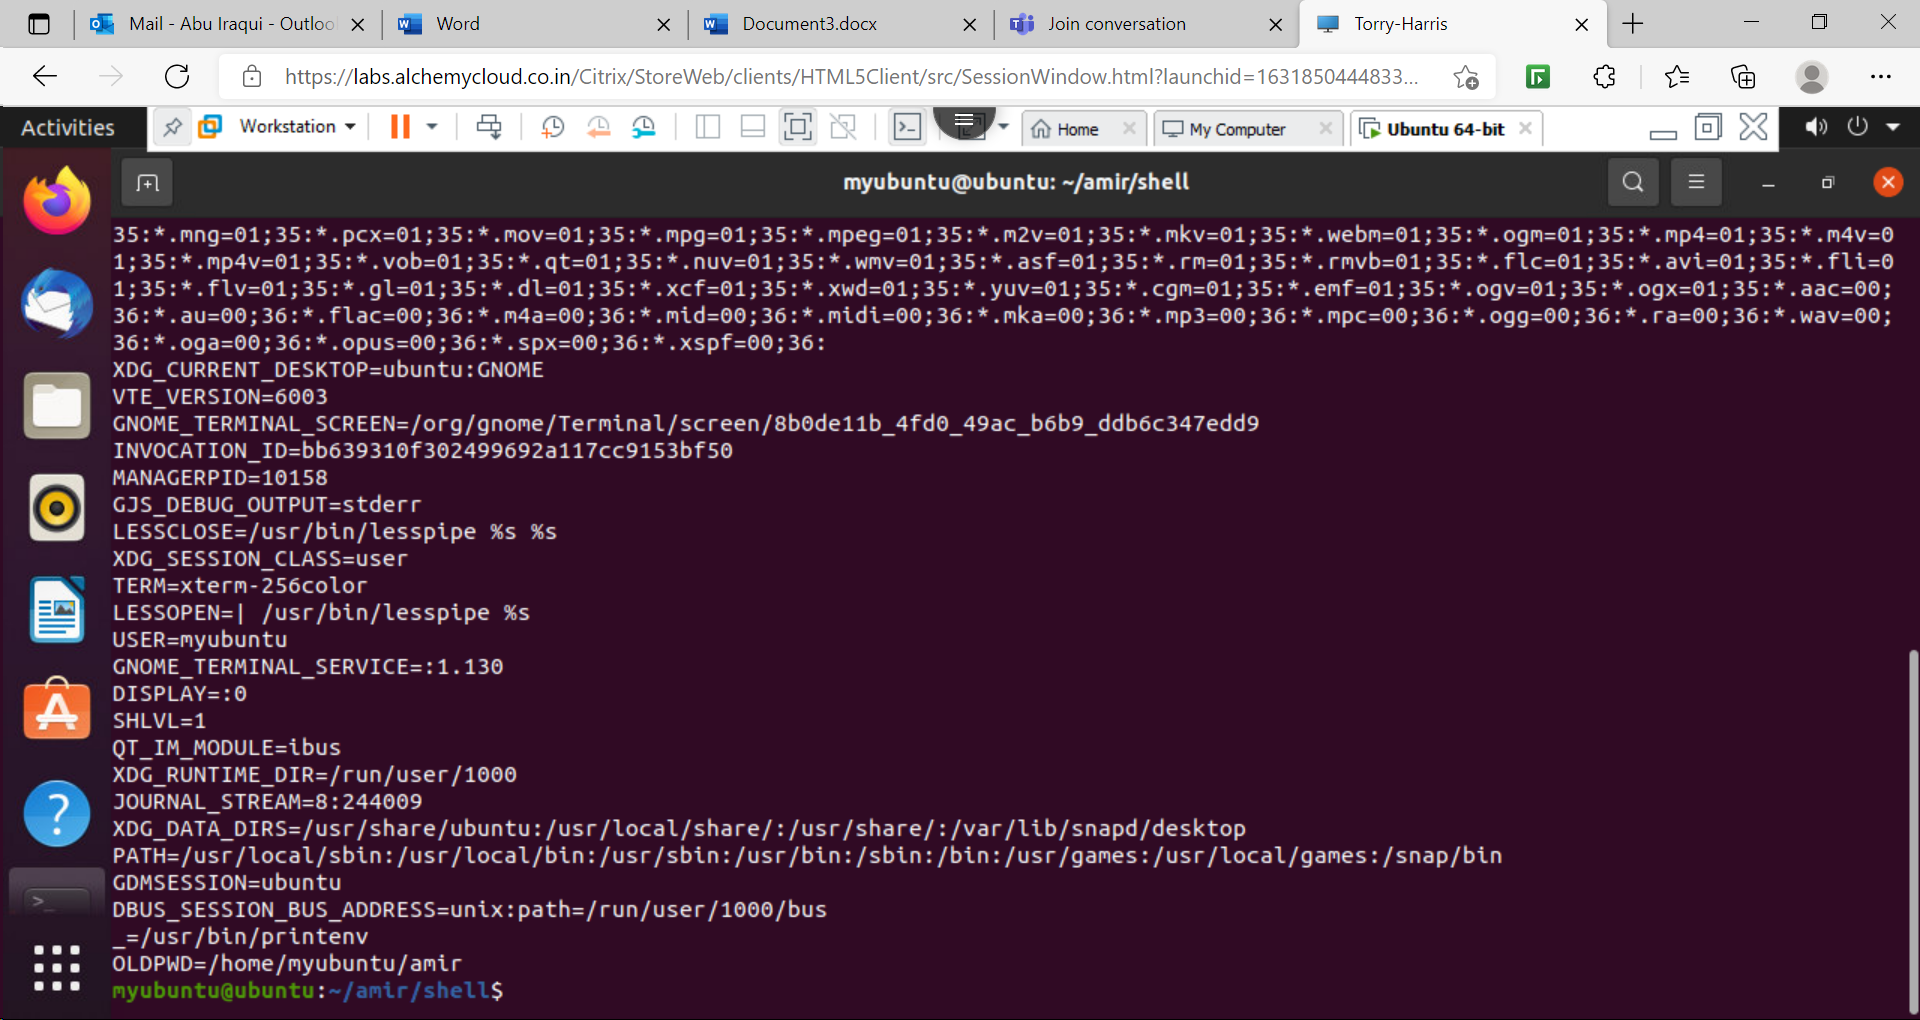 Mail - Abu Iraqui - Outloo
Word
Document3.docx
Join conversation
Torry-Harris
https://labs.alchemycloud.co.in/Citrix/StoreWeb/clients/HTML5Client/src/SessionWindow.html?launchid=1631850444833...
Activities
Workstation
Home
My Computer
Ubuntu 64-bit
myubuntu@ubuntu: ~/amir/shell
35:*.mng=01;35:*.pcx=01;35:*.mov=01;35:*.mpg=01;35:*.mpeg=01;35:*.m2v=01;35:*.mkv=01;35:*.webm=01;35:*.ogm=01;35:*.mp4=01;35:*.m4v=0
1;35:*.mp4v=01;35:*.vob=01;35:*.qt=01;35:*.nuv=01;35:*.wmv=01;35:*.asf=01;35:*.rm=01;35:*.rmvb=01;35:*.flc=01;35:*.avi=01;35:*.fli=0
1;35:*.flv=01;35:*.gl=01;35:*.dl=01;35:*.xcf=01;35:*.xwd=01;35:*.yuv=01;35:*.cgm=01;35:*.emf=01;35:*.ogv=01;35:*.ogx=01;35:*.aac=00;
36:*.au=00;36:*.flac=00;36:*.m4a=00;36:*.mid=00;36:*.midi=00;36:*.mka=00;36:*.mp3=00;36:*.mpc=00;36:*.ogg=00;36:*.ra=00;36:*.wav=00;
36:*.oga=00;36:*.opus=00;36:*.spx=00;36:*.xspf=00;36:
XDG_CURRENT_DESKTOP=ubuntu:GNOME
VTE_VERSION=6003
GNOME_TERMINAL_SCREEN=/org/gnome/Terminal/screen/8b0de11b_4fd0_49ac_b6b9_ddb6c347edd9
INVOCATION_ID=bb639310f302499692a117cc9153bf50
MANAGERPID=10158
GJS_DEBUG_OUTPUT=stderr
LESSCLOSE=/usr/bin/lesspipe %s %s
XDG_SESSION_CLASS=user
TERM=xterm-256color
LESSOPEN=| /usr/bin/lesspipe %s
USER=myubuntu
GNOME_TERMINAL_SERVICE=:1.130
DISPLAY=:0
SHLVL=1
QT_IM_MODULE=ibus
XDG_RUNTIME_DIR=/run/user/1000
JOURNAL_STREAM=8:244009
XDG_DATA_DIRS=/usr/share/ubuntu:/usr/local/share/:/usr/share/:/var/lib/snapd/desktop
PATH=/usr/local/sbin:/usr/local/bin:/usr/sbin:/usr/bin:/sbin:/bin:/usr/games:/usr/local/games:/snap/bin
GDMSESSION=ubuntu
DBUS_SESSION_BUS_ADDRESS=unix:path=/run/user/1000/bus
_=/usr/bin/printenv
OLDPWD=/home/myubuntu/amir
myubuntu@ubuntu:~/amir/shell$